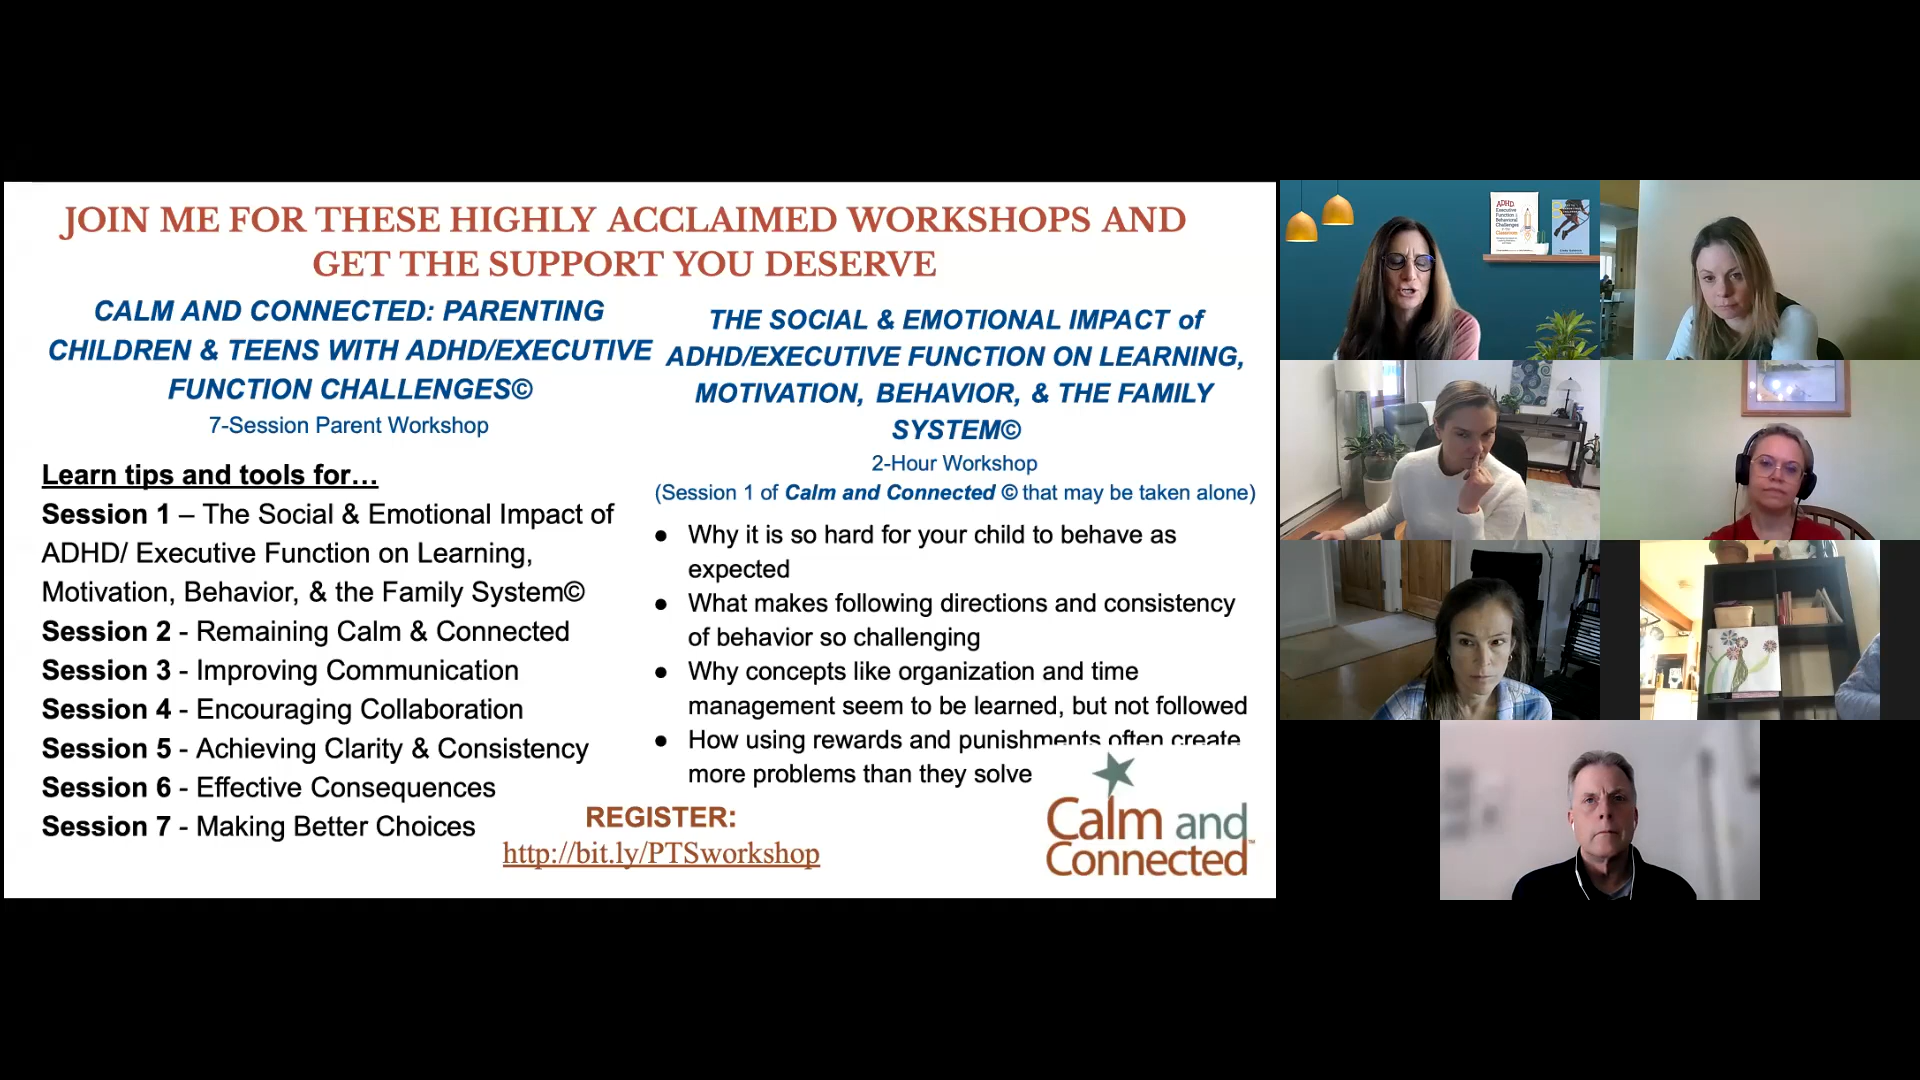 JOIN ME FOR THESE HIGHLY ACCLAIMED WORKSHOPS AND
GET THE SUPPORT YOU DESERVE
CALM AND CONNECTED: PARENTING
CHILDREN & TEENS WITH ADHD/EXECUTIVE
FUNCTION CHALLENGES©
7-Session Parent Workshop
Learn tips and tools for…
Session 1 – The Social & Emotional Impact of
ADHD/ Executive Function on Learning,
Motivation, Behavior, & the Family System©
Session 2 - Remaining Calm & Connected
Session 3 - Improving Communication
Session 4 - Encouraging Collaboration
Session 5 - Achieving Clarity & Consistency
Session 6 - Effective Consequences
Session 7 - Making Better Choices
THE SOCIAL & EMOTIONAL IMPACT of
ADHD/EXECUTIVE FUNCTION ON LEARNING,
MOTIVATION, BEHAVIOR, & THE FAMILY
SYSTEM©
2-Hour Workshop
(Session 1 of Calm and Connected © that may be taken alone)
● Why it is so hard for your child to behave as
expected
● What makes following directions and consistency
of behavior so challenging
● Why concepts like organization and time
management seem to be learned, but not followed
● How using rewards and punishments often create
more problems than they solve
REGISTER:
http://bit.ly/PTSworkshop
Calm and
Connected™
ADHD
Executive
Function &
Behavioral
Challenges
Classroom